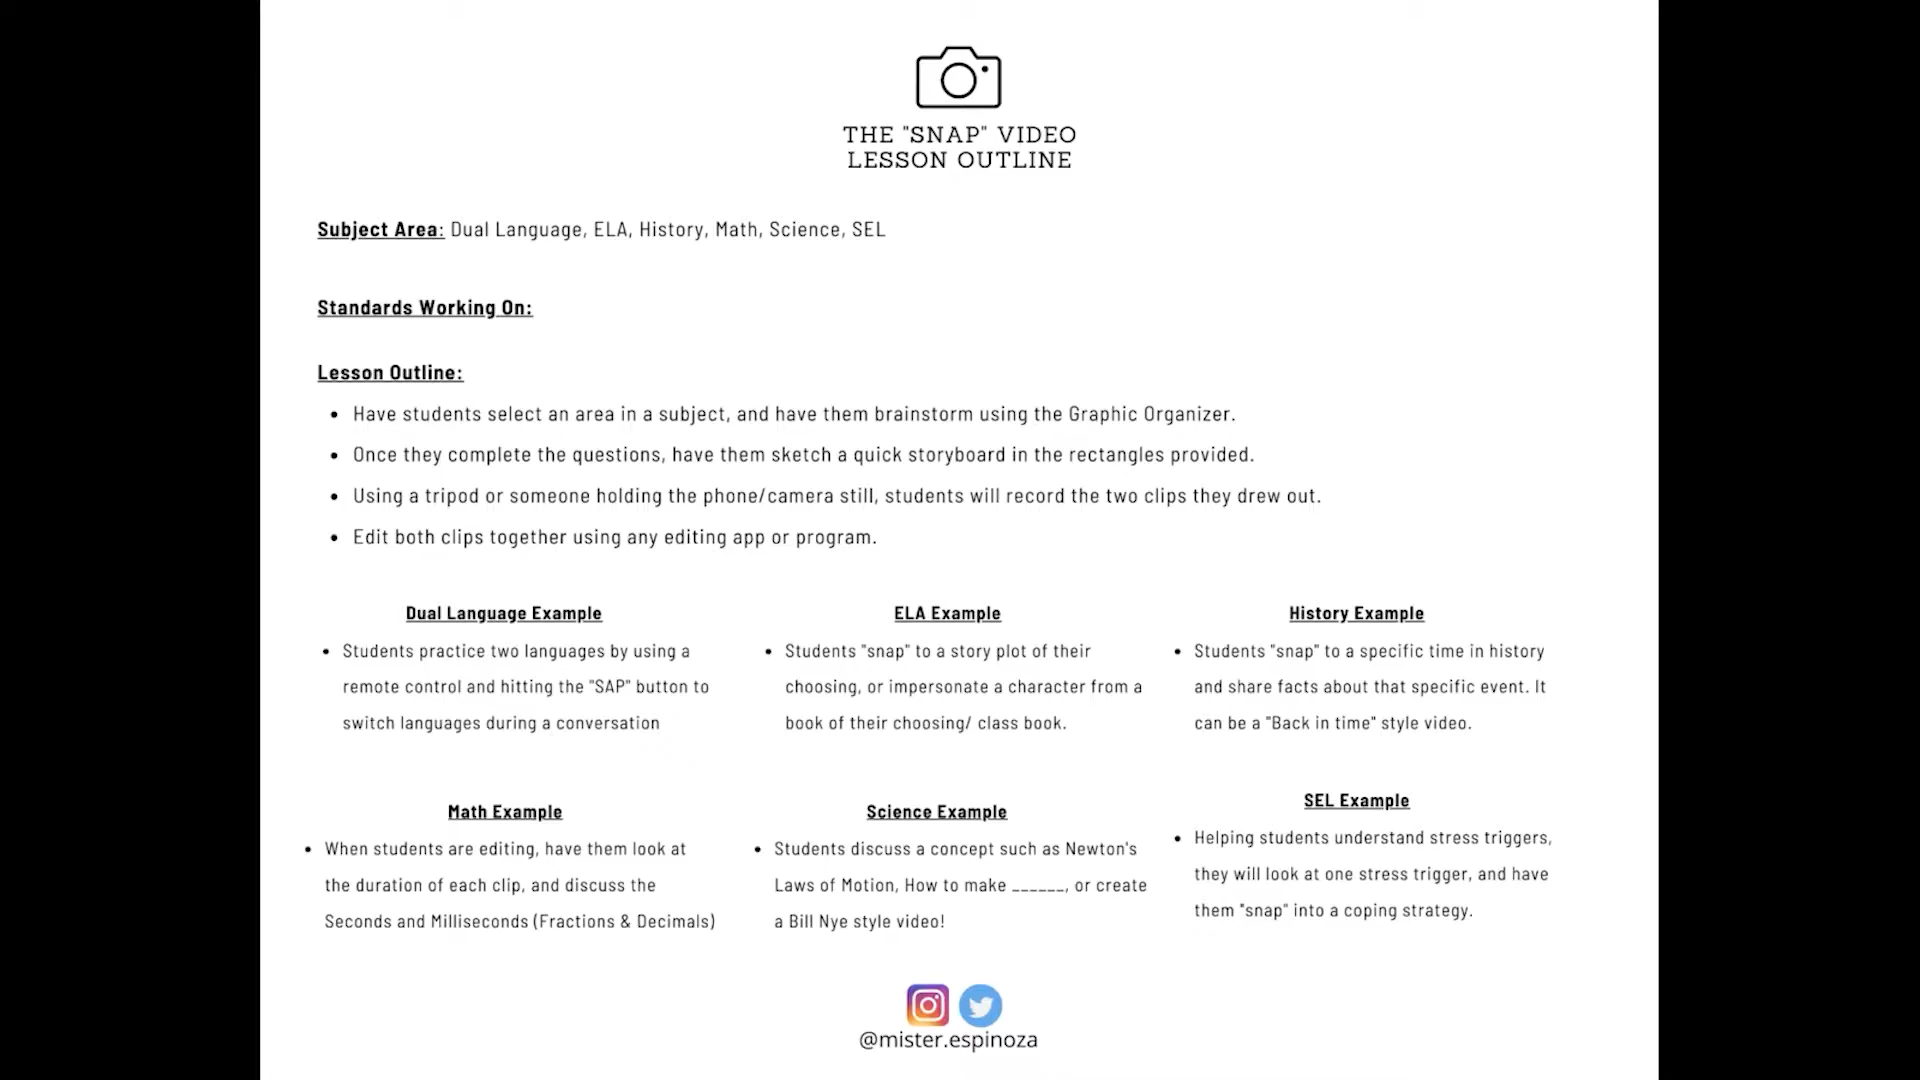 THE "SNAP" VIDEO
LESSON OUTLINE
Subject Area: Dual Language, ELA, History, Math, Science, SEL
Standards Working On:
Lesson Outline:
• Have students select an area in a subject, and have them brainstorm using the Graphic Organizer.
• Once they complete the questions, have them sketch a quick storyboard in the rectangles provided.
• Using a tripod or someone holding the phone/camera still, students will record the two clips they drew out.
• Edit both clips together using any editing app or program.
Dual Language Example
• Students practice two languages by using a
remote control and hitting the "SAP" button to
switch languages during a conversation
ELA Example
• Students "snap" to a story plot of their
choosing, or impersonate a character from a
book of their choosing/ class book.
History Example
• Students "snap" to a specific time in history
and share facts about that specific event. It
can be a "Back in time" style video.
Math Example
• When students are editing, have them look at
the duration of each clip, and discuss the
Seconds and Milliseconds (Fractions & Decimals)
Science Example
• Students discuss a concept such as Newton's
Laws of Motion, How to make ______, or create
a Bill Nye style video!
SEL Example
• Helping students understand stress triggers,
they will look at one stress trigger, and have
them "snap" into a coping strategy.
@mister.espinoza